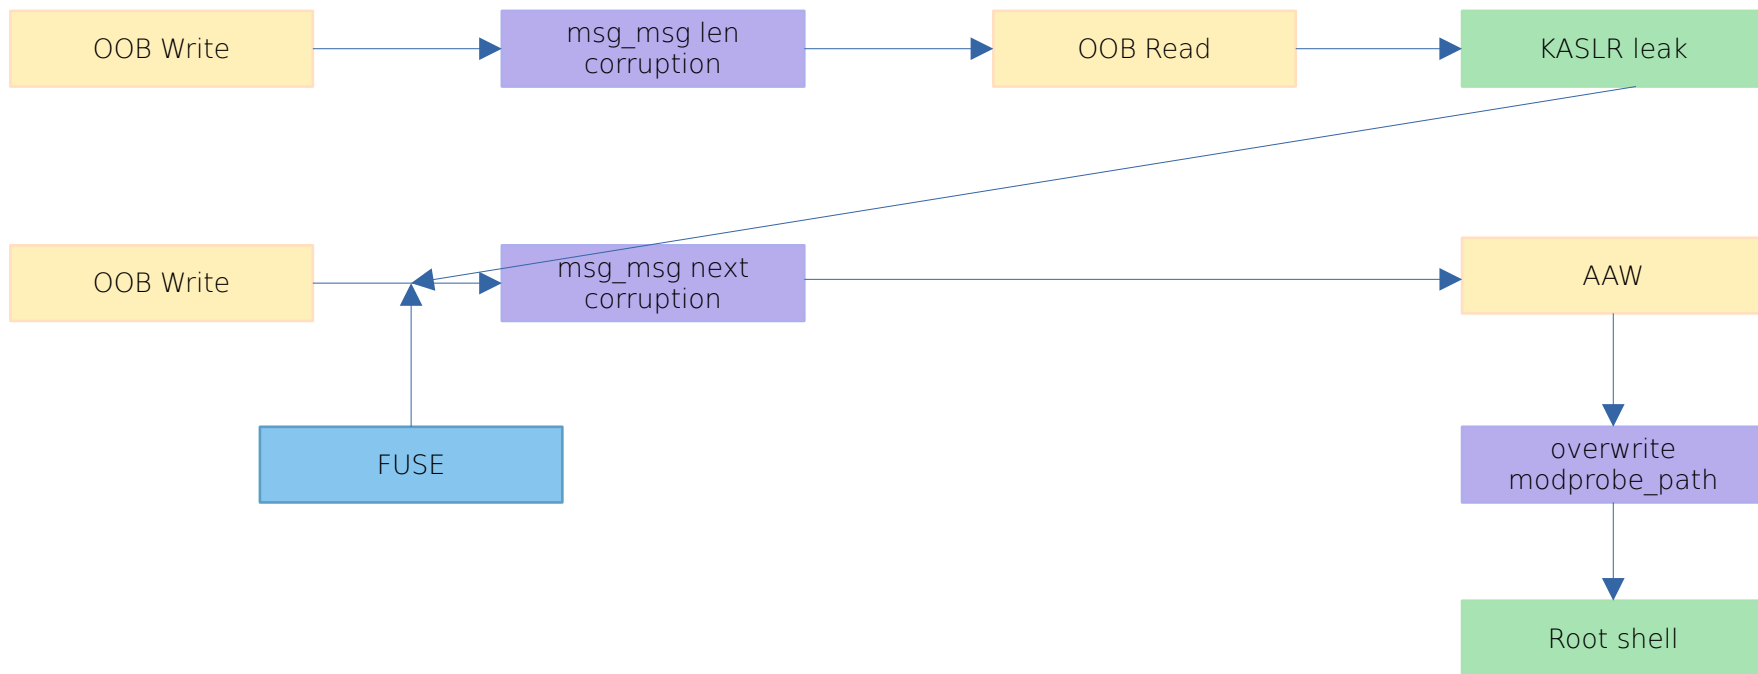 OOB Write
msg_msg len
corruption
OOB Read
KASLR leak
OOB Write
msg_msg next
corruption
AAW
FUSE
overwrite
modprobe_path
Root shell